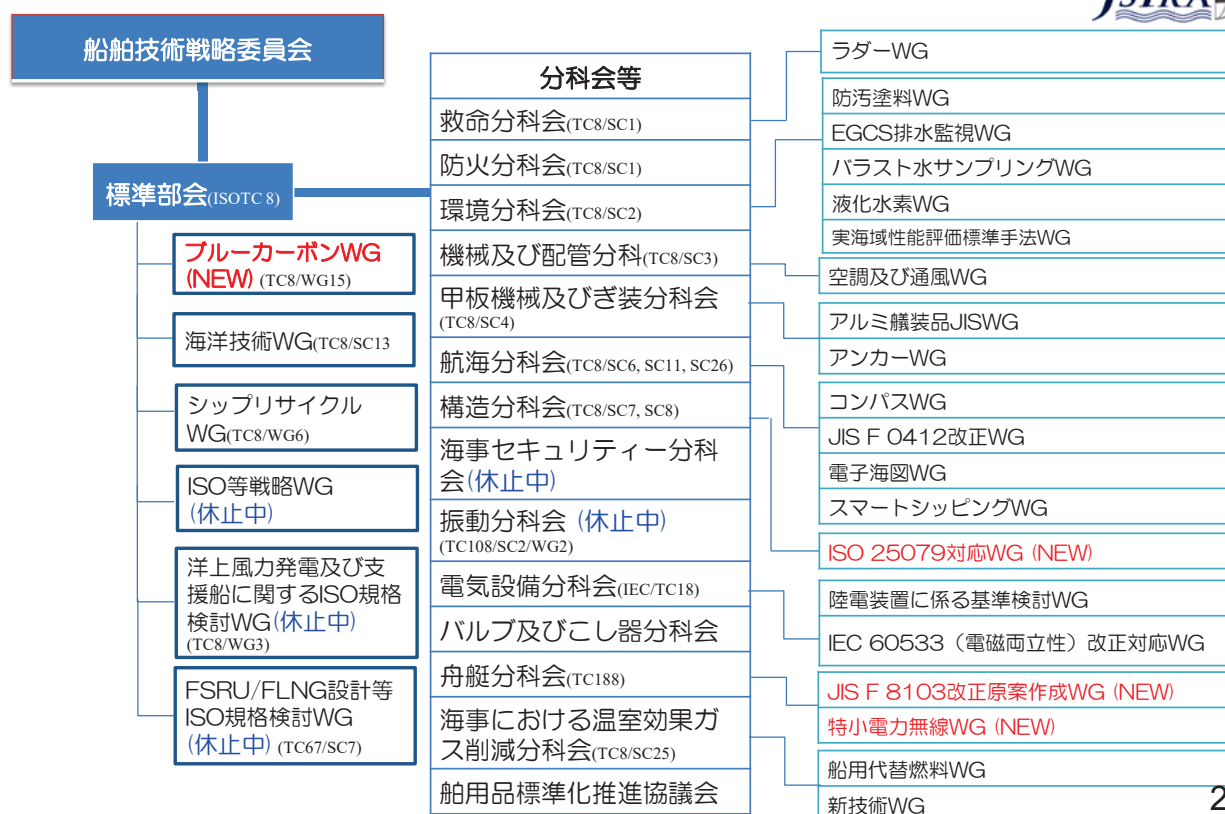 JSTRA
船舶技術戦略委員会
標準部会(ISOTC 8)
ブルーカーボンWG
(NEW) (TC8/WG15)
海洋技術WG(TC8/SC13
シップリサイクル
WG(TC8/WG6)
ISO等戦略WG
(休止中)
洋上風力発電及び支
援船に関するISO規格
検討WG(休止中)
(TC8/WG3)
FSRU/FLNG設計等
ISO規格検討WG
(休止中) (TC67/SC7)
分科会等
救命分科会(TC8/SC1)
防火分科会(TC8/SC1)
環境分科会(TC8/SC2)
機械及び配管分科(TC8/SC3)
甲板機械及びぎ装分科会
(TC8/SC4)
航海分科会(TC8/SC6, SC11, SC26)
構造分科会(TC8/SC7, SC8)
海事セキュリティー分科
会(休止中)
振動分科会 (休止中)
(TC108/SC2/WG2)
電気設備分科会(IEC/TC18)
バルブ及びこし器分科会
舟艇分科会(TC188)
海事における温室効果ガ
ス削減分科会(TC8/SC25)
舶用品標準化推進協議会
ラダーWG
防汚塗料WG
EGCS排水監視WG
バラスト水サンプリングWG
液化水素WG
実海域性能評価標準手法WG
空調及び通風WG
アルミ艤装品JISWG
アンカーWG
コンパスWG
JIS F 0412改正WG
電子海図WG
スマートシッピングWG
ISO 25079対応WG (NEW)
陸電装置に係る基準検討WG
IEC 60533（電磁両立性）改正対応WG
JIS F 8103改正原案作成WG (NEW)
特小電力無線WG (NEW)
船用代替燃料WG
新技術WG
2